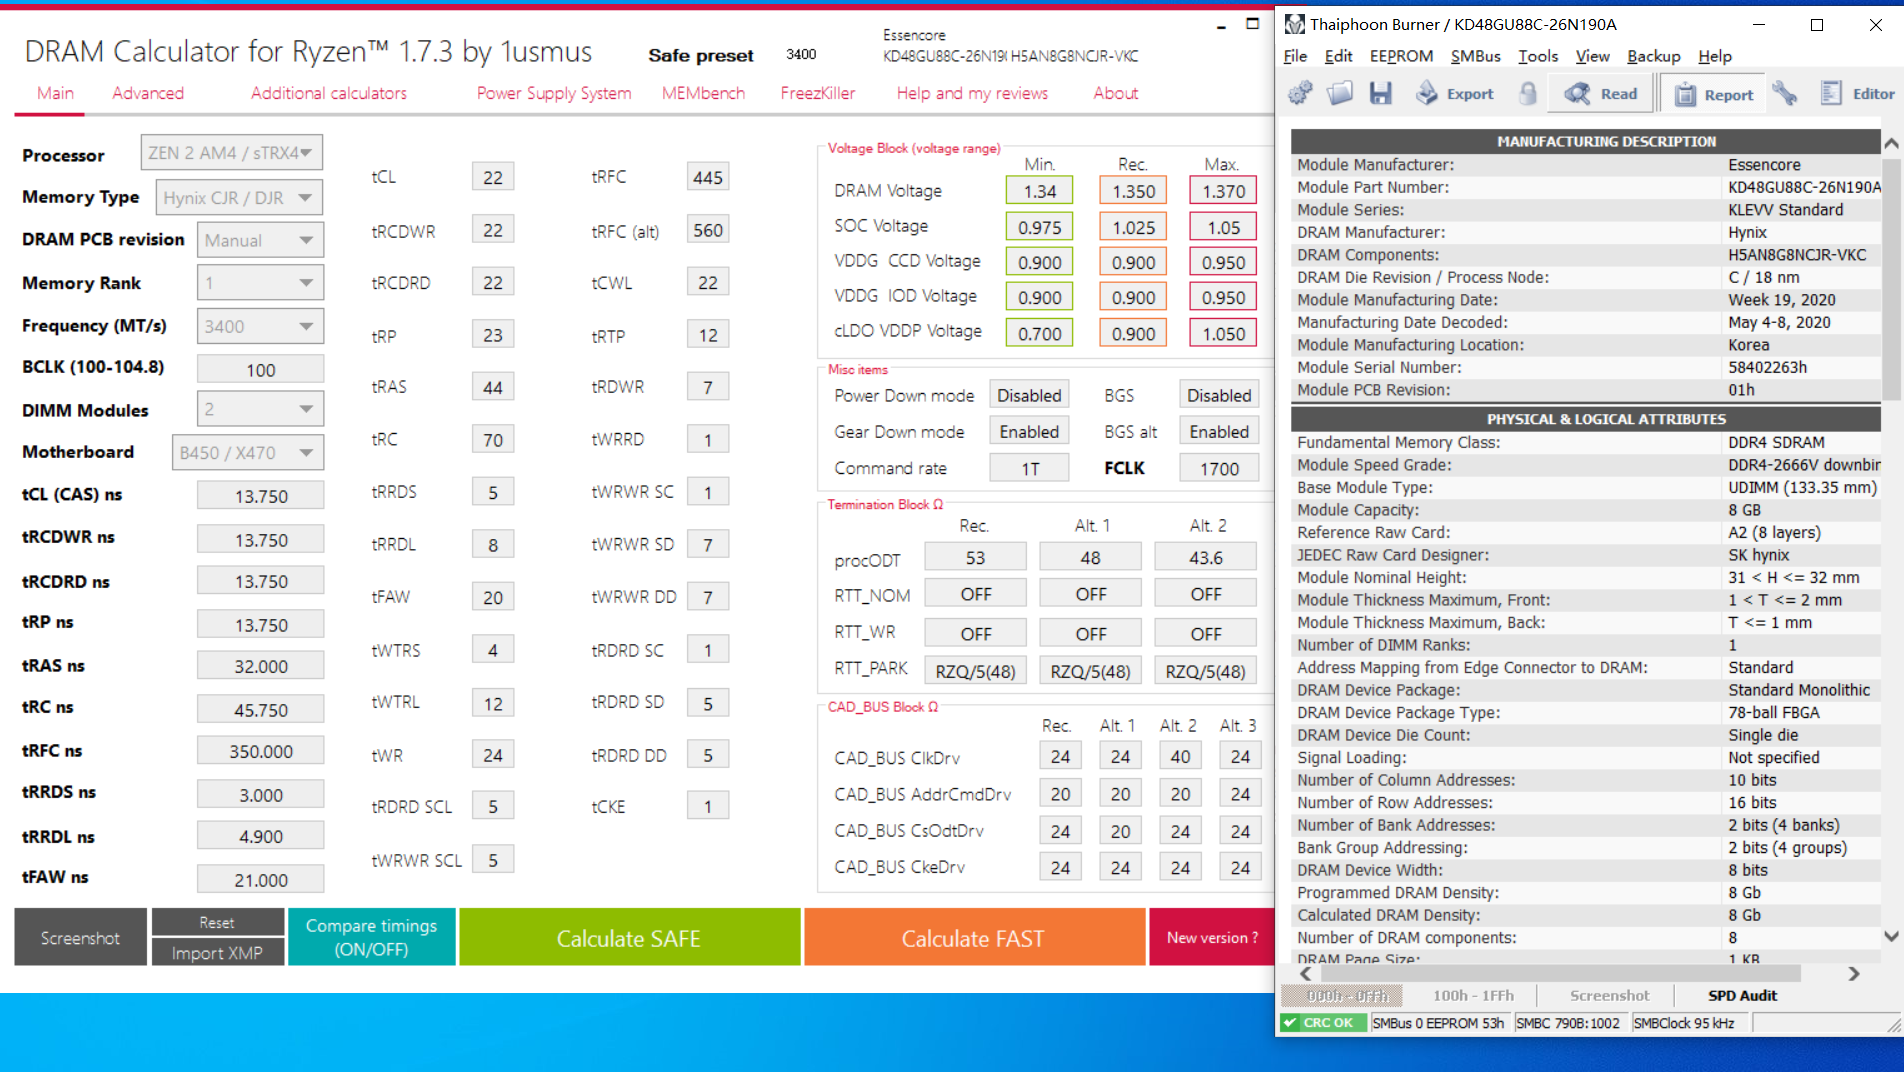 DRAM Calculator for Ryzen™ 1.7.3 by 1usmus
Safe preset
3400
Essencore
KD48GU88C-26N19( H5AN8G8NCJR-VKC
Main Advanced Additional calculators Power Supply System MEMbench FreezKiller Help and my reviews About
Processor ZEN 2 AM4 / sTRX4
Memory Type Hynix CJR / DJR
DRAM PCB revision Manual
Memory Rank 1
Frequency (MT/s) 3400
BCLK (100-104.8) 100
DIMM Modules 2
Motherboard B450 / X470
tCL (CAS) ns 13.750
tRCDWR ns 13.750
tRCDRD ns 13.750
tRP ns 13.750
tRAS ns 32.000
tRC ns 45.750
tRFC ns 350.000
tRRDS ns 3.000
tRRDL ns 4.900
tFAW ns 21.000
tCL 22
tRCDWR 22
tRCDRD 22
tRP 23
tRAS 44
tRC 70
tRRDS 5
tRRDL 8
tFAW 20
tWTRS 4
tWTRL 12
tWR 24
tRDRD SCL 5
tWRWR SCL 5
tRFC 445
tRFC (alt) 560
tCWL 22
tRTP 12
tRDWR 7
tWRRD 1
tWRWR SC 1
tWRWR SD 7
tWRWR DD 7
tRDRD SC 1
tRDRD SD 5
tRDRD DD 5
tCKE 1
Voltage Block (voltage range)
Min. Rec. Max.
DRAM Voltage 1.34 1.350 1.370
SOC Voltage 0.975 1.025 1.05
VDDG CCD Voltage 0.900 0.900 0.950
VDDG IOD Voltage 0.900 0.900 0.950
cLDO VDDP Voltage 0.700 0.900 1.050
Misc items
Power Down mode Disabled BGS Disabled
Gear Down mode Enabled BGS alt Enabled
Command rate 1T FCLK 1700
Termination Block Ω
Rec. Alt. 1 Alt. 2
procODT 53 48 43.6
RTT_NOM OFF OFF OFF
RTT_WR OFF OFF OFF
RTT_PARK RZQ/5(48) RZQ/5(48) RZQ/5(48)
CAD_BUS Block Ω
Rec. Alt. 1 Alt. 2 Alt. 3
CAD_BUS ClkDrv 24 24 40 24
CAD_BUS AddrCmdDrv 20 20 20 24
CAD_BUS CsOdtDrv 24 20 24 24
CAD_BUS CkeDrv 24 24 24 24
Screenshot
Reset
Import XMP
Compare timings
(ON/OFF)
Calculate SAFE
Calculate FAST
New version ?
Thaiphoon Burner / KD48GU88C-26N190A
File Edit EEPROM SMBus Tools View Backup Help
Export Read Report Editor
MANUFACTURING DESCRIPTION
Module Manufacturer: Essencore
Module Part Number: KD48GU88C-26N190A
Module Series: KLEVV Standard
DRAM Manufacturer: Hynix
DRAM Components: H5AN8G8NCJR-VKC
DRAM Die Revision / Process Node: C / 18 nm
Module Manufacturing Date: Week 19, 2020
Manufacturing Date Decoded: May 4-8, 2020
Module Manufacturing Location: Korea
Module Serial Number: 58402263h
Module PCB Revision: 01h
PHYSICAL & LOGICAL ATTRIBUTES
Fundamental Memory Class: DDR4 SDRAM
Module Speed Grade: DDR4-2666V downbin
Base Module Type: UDIMM (133.35 mm)
Module Capacity: 8 GB
Reference Raw Card: A2 (8 layers)
JEDEC Raw Card Designer: SK hynix
Module Nominal Height: 31 < H <= 32 mm
Module Thickness Maximum, Front: 1 < T <= 2 mm
Module Thickness Maximum, Back: T <= 1 mm
Number of DIMM Ranks: 1
Address Mapping from Edge Connector to DRAM: Standard
DRAM Device Package: Standard Monolithic
DRAM Device Package Type: 78-ball FBGA
DRAM Device Die Count: Single die
Signal Loading: Not specified
Number of Column Addresses: 10 bits
Number of Row Addresses: 16 bits
Number of Bank Addresses: 2 bits (4 banks)
Bank Group Addressing: 2 bits (4 groups)
DRAM Device Width: 8 bits
Programmed DRAM Density: 8 Gb
Calculated DRAM Density: 8 Gb
Number of DRAM components: 8
DRAM Page Size: 1 KB
000h - 0FFh 100h - 1FFh Screenshot SPD Audit
CRC OK SMBus 0 EEPROM 53h SMBC 790B:1002 SMBClock 95 kHz